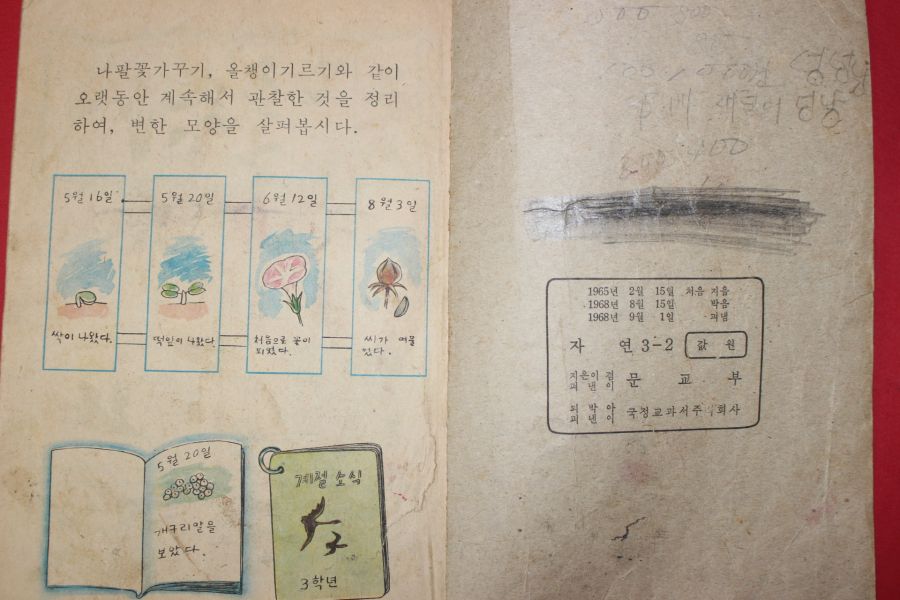 나팔꽃가꾸기, 올챙이기르기와 같이
오랫동안 계속해서 관찰한 것을 정리
하여, 변한 모양을 살펴봅시다.
5월 16일
싹이 나왔다.
5월 20일
떡잎이 나왔다.
6월 12일
처음으로 꽃이
피었다.
8월 3일
씨가 여물
었다.
5월 20일
개구리알을
보았다.
계절 소식
3학년
1965년 2월 15일 처음 지음
1968년 8월 15일 박음
1968년 9월 1일 펴냄
자 연 3-2
값 원
지은이 겸
펴 낸 이
문 교 부
되 박 아
펴 낸 이
국정교과서주 회사